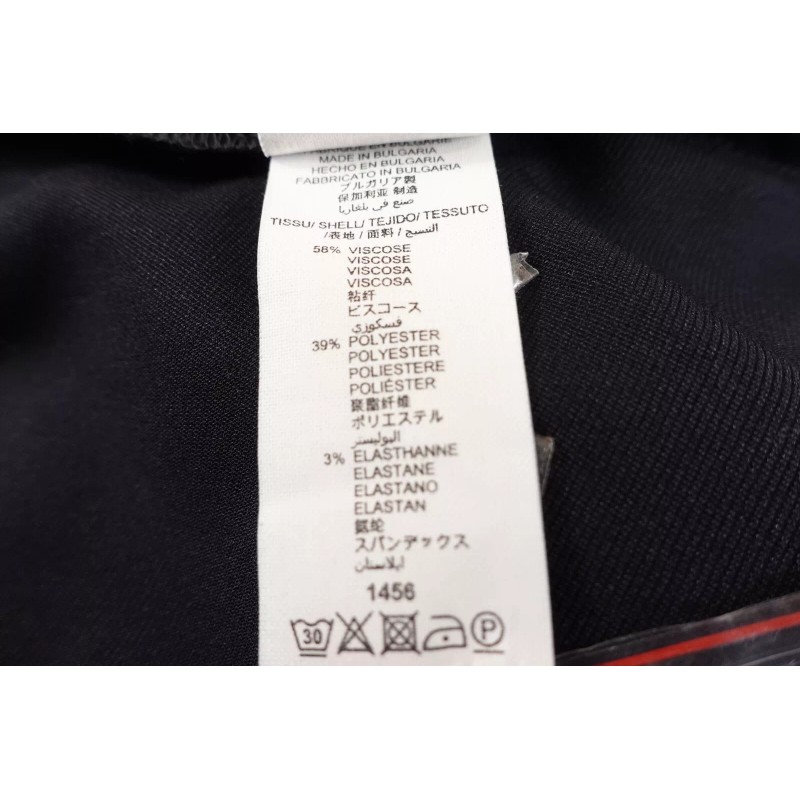 FABRIQUÉ EN BULGARIE
MADE IN BULGARIA
HECHO EN BULGARIA
FABBRICATO IN BULGARIA
ブルガリア製
保加利亚 制造
صنع في بلغاريا
TISSU/ SHELL/ TEJIDO/ TESSUTO
/表地 / 面料 / النسيج
58% VISCOSE
VISCOSE
VISCOSA
VISCOSA
粘纤
ビスコース
فسكوزي
39% POLYESTER
POLYESTER
POLIESTERE
POLIÉSTER
聚酯纤维
ポリエステル
البوليستر
3% ELASTHANNE
ELASTANE
ELASTANO
ELASTAN
氨纶
スパンデックス
ايلاستان
1456
30 P